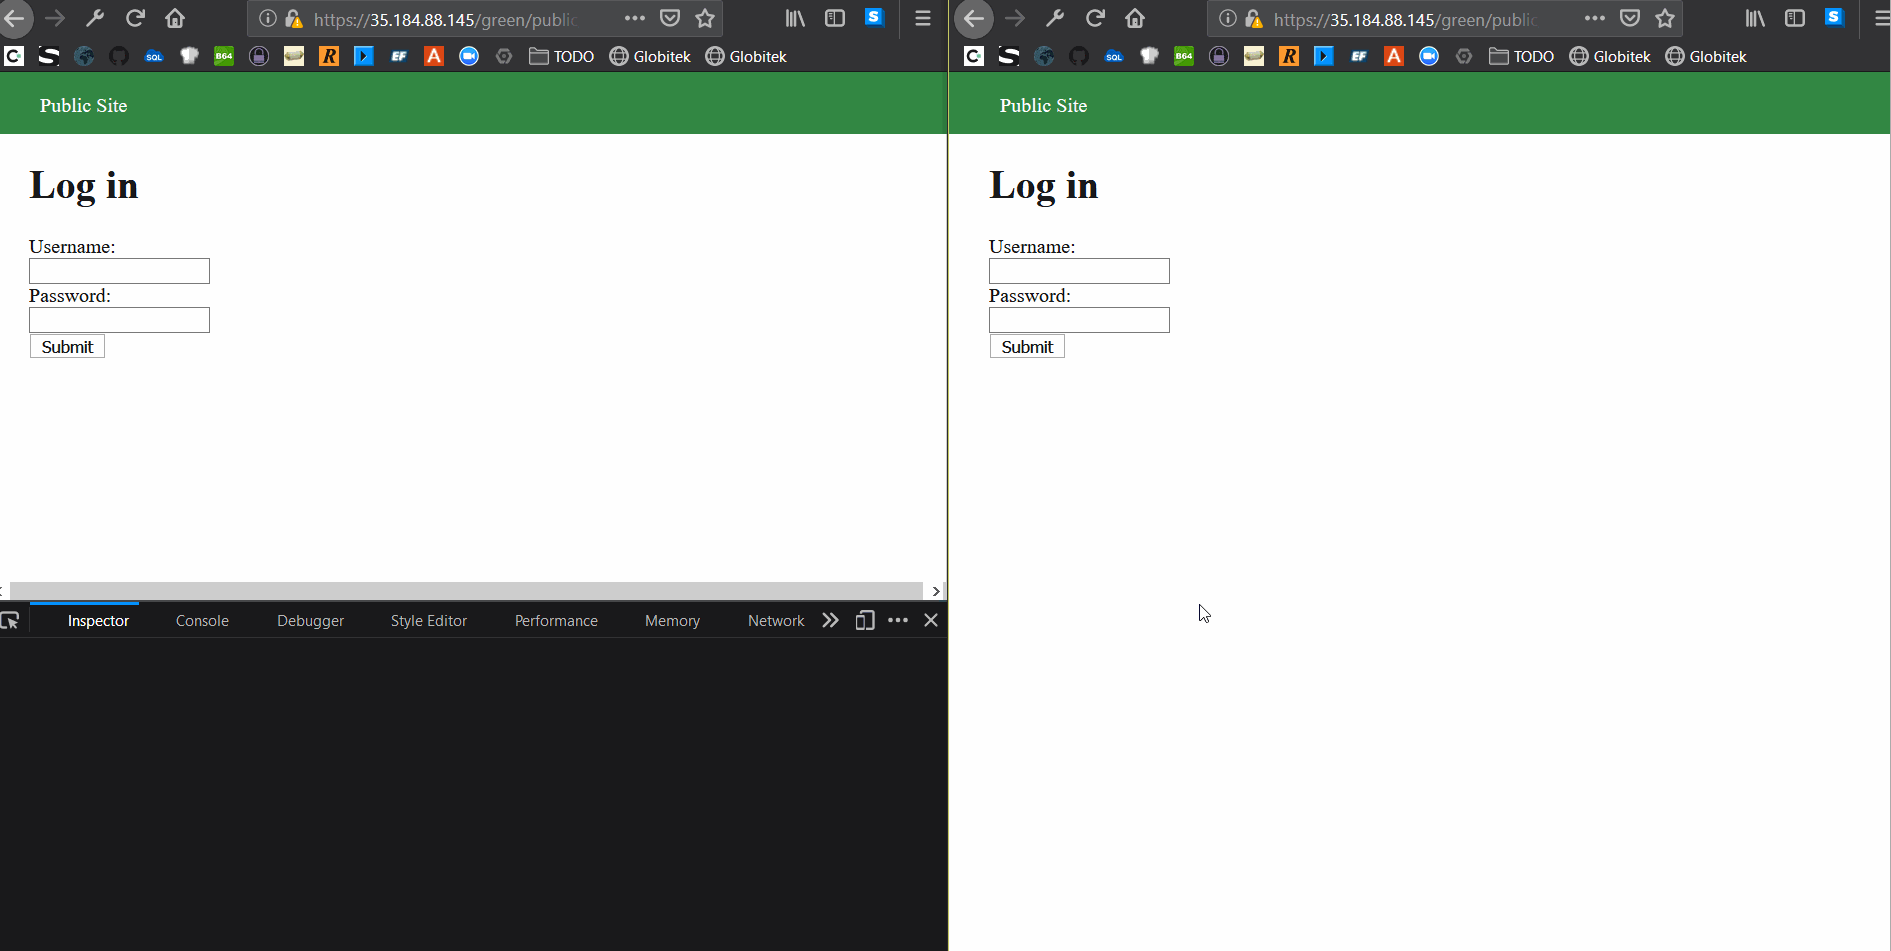 https://35.184.88.145/green/public
S
SQL
B64
R
EF
A
TODO
Globitek
Globitek
Public Site
Log in
Username:
Password:
Submit
Inspector
Console
Debugger
Style Editor
Performance
Memory
Network
https://35.184.88.145/green/public
S
SQL
B64
R
EF
A
TODO
Globitek
Globitek
Public Site
Log in
Username:
Password:
Submit